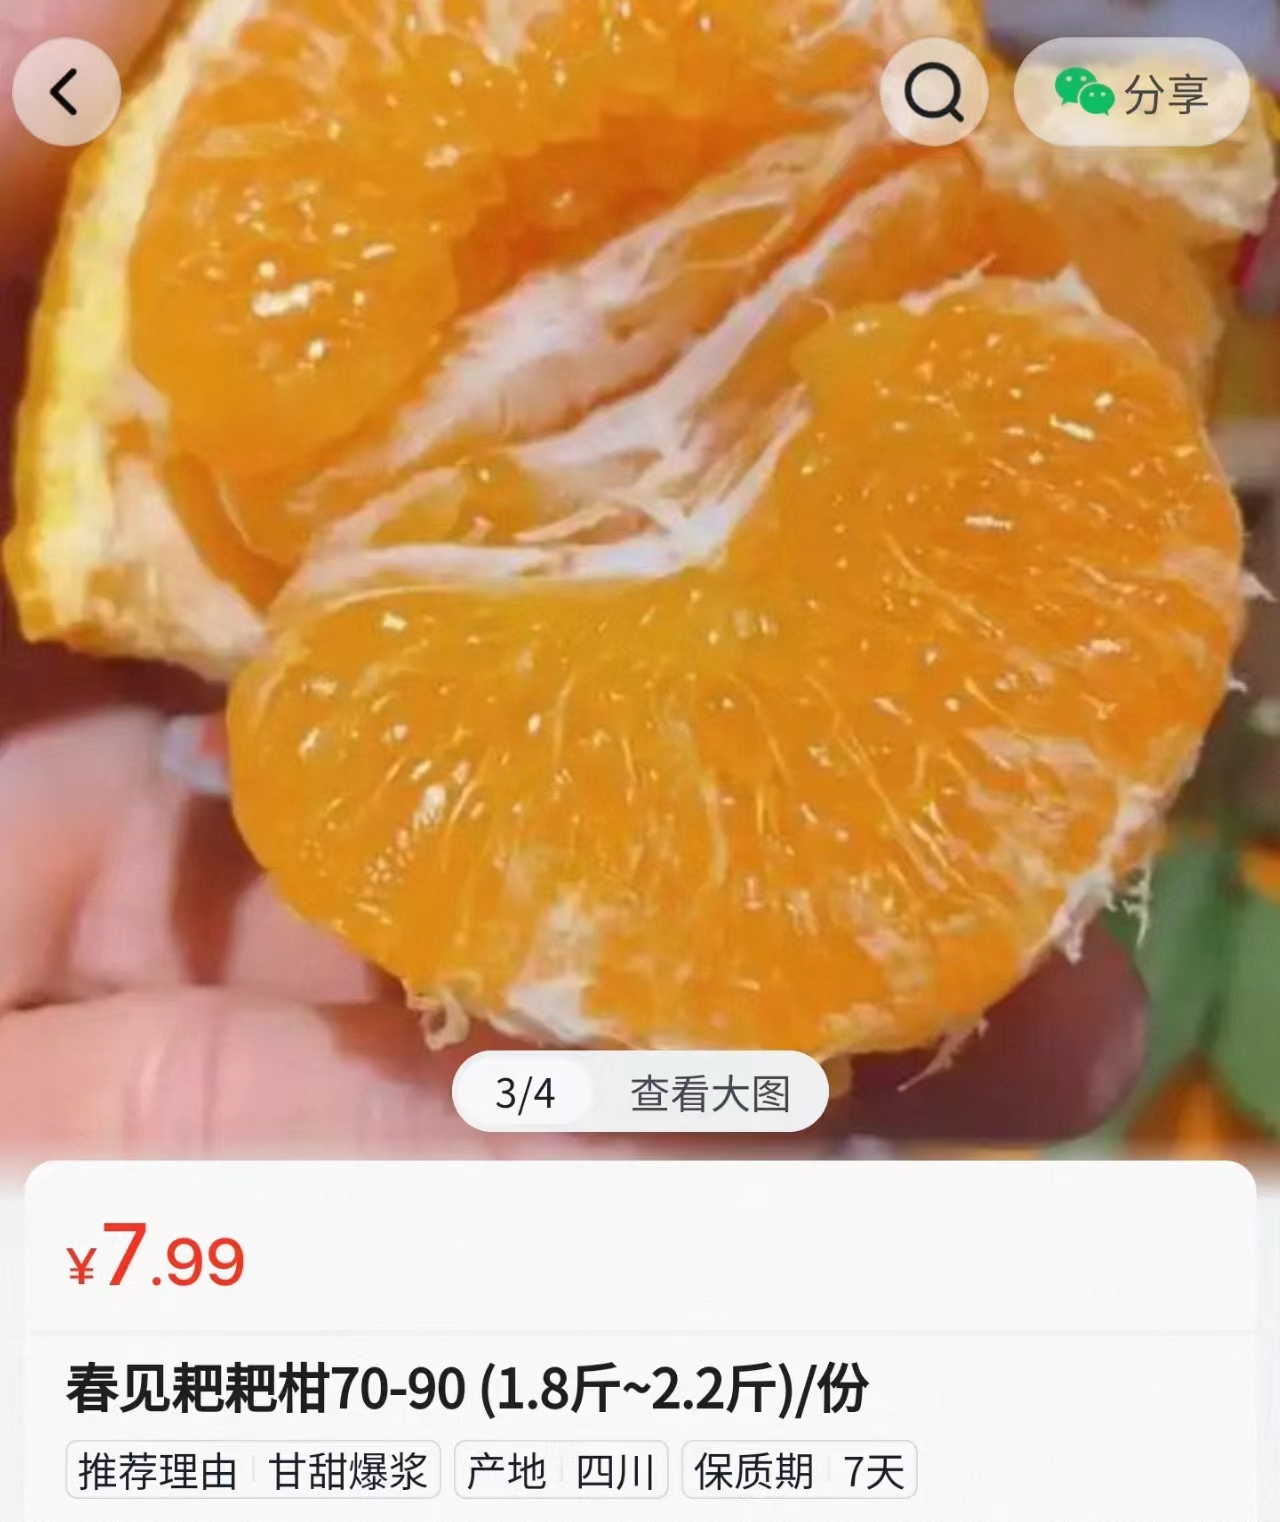 分享
3/4 查看大图
¥7.99
春见耙耙柑70-90 (1.8斤~2.2斤)/份
推荐理由 甘甜爆浆 产地 四川 保质期 7天